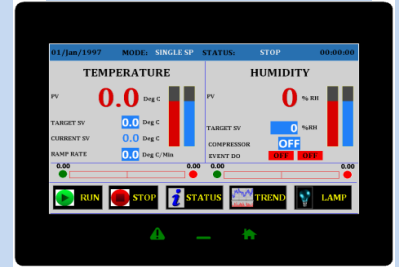 01/Jan/1997 MODE: SINGLE SP STATUS: STOP 00:00:00
TEMPERATURE HUMIDITY
PV 0.0 Deg C PV 0 % RH
TARGET SV 0.0 Deg C TARGET SV 0 %RH
CURRENT SV 0.0 Deg C COMPRESSOR OFF
RAMP RATE 0.0 Deg C/Min EVENT DO OFF OFF
0.00 0.00 0.00 0.00
RUN STOP STATUS TREND LAMP